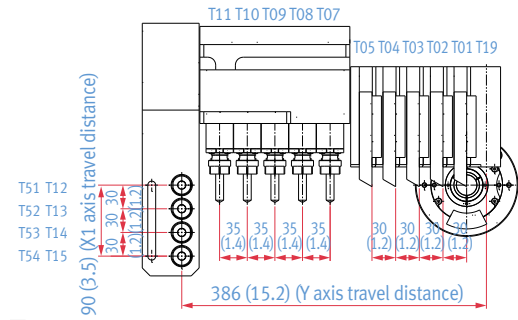 T11 T10 T09 T08 T07
T05 T04 T03 T02 T01 T19
90 (3.5) (X1 axis travel distance)
T51 T12
T52 T13
T53 T14
T54 T15
30
(1.2)
30
(1.2)
30
(1.2)
35
(1.4)
35
(1.4)
35
(1.4)
35
(1.4)
30
(1.2)
30
(1.2)
30
(1.2)
30
(1.2)
386 (15.2) (Y axis travel distance)